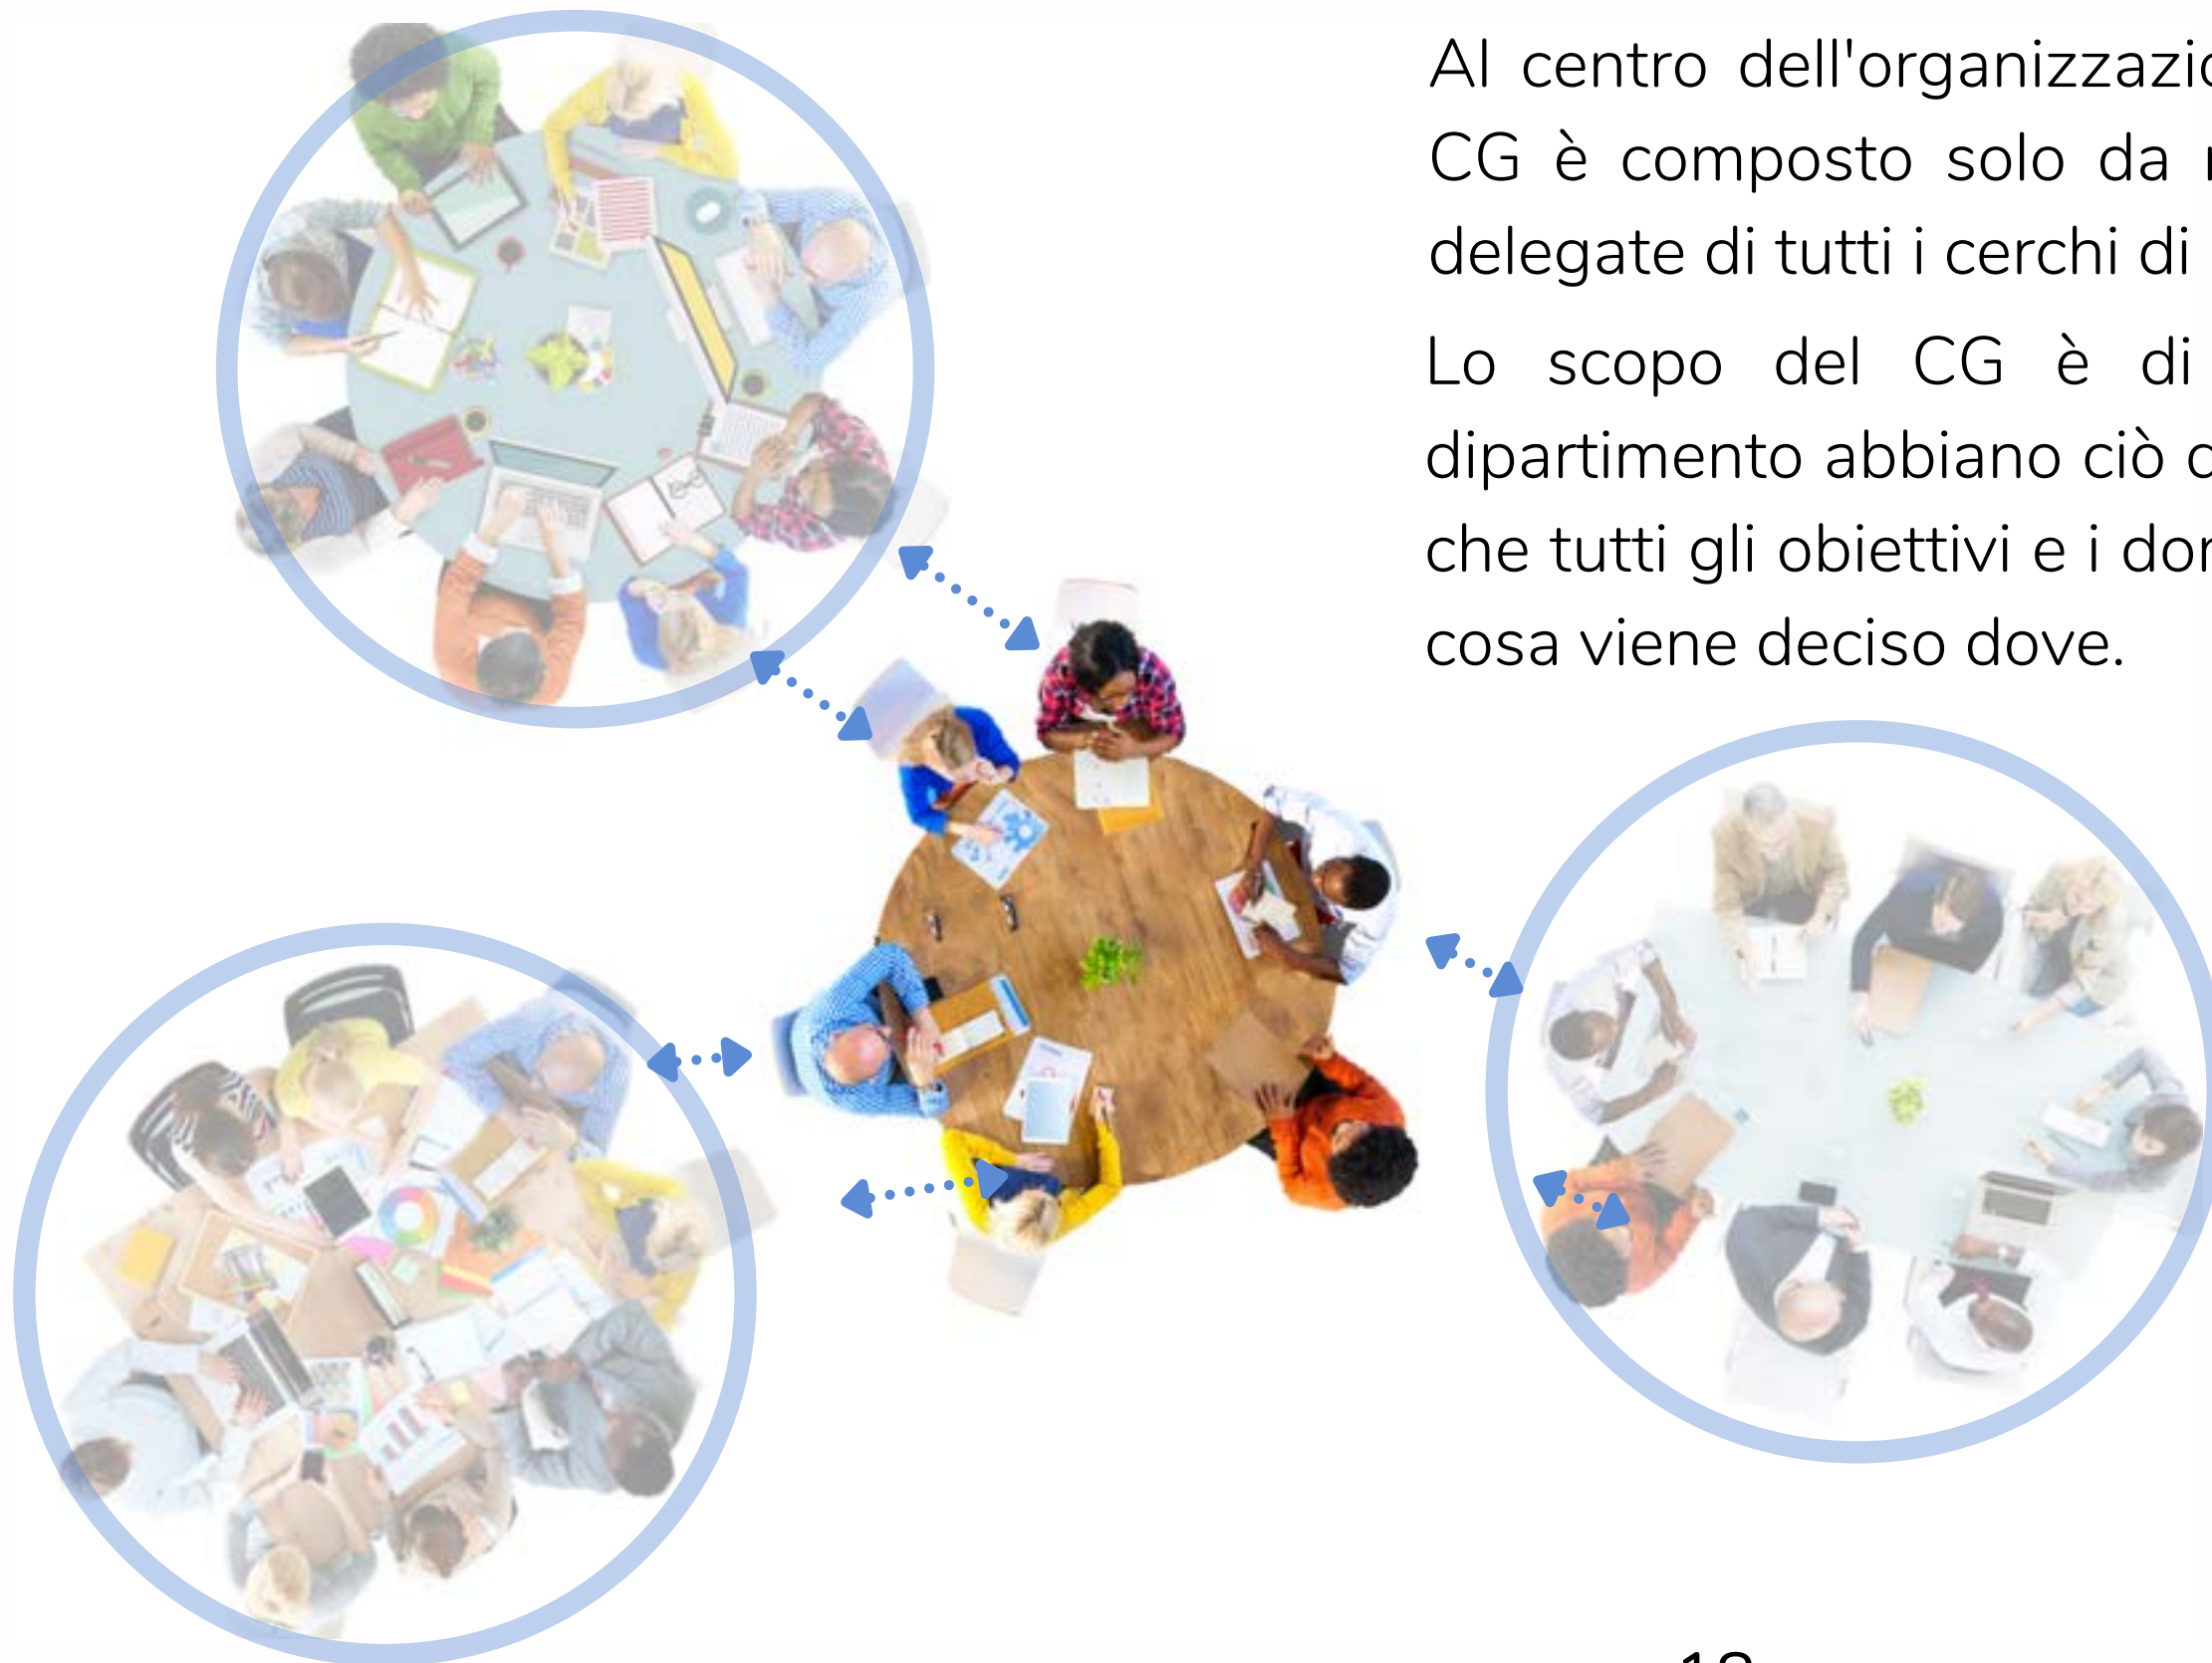 Al centro dell'organizzazio
CG è composto solo da
delegate di tutti i cerchi di
Lo scopo del CG è di
dipartimento abbiano ciò
che tutti gli obiettivi e i
cosa viene deciso dove.